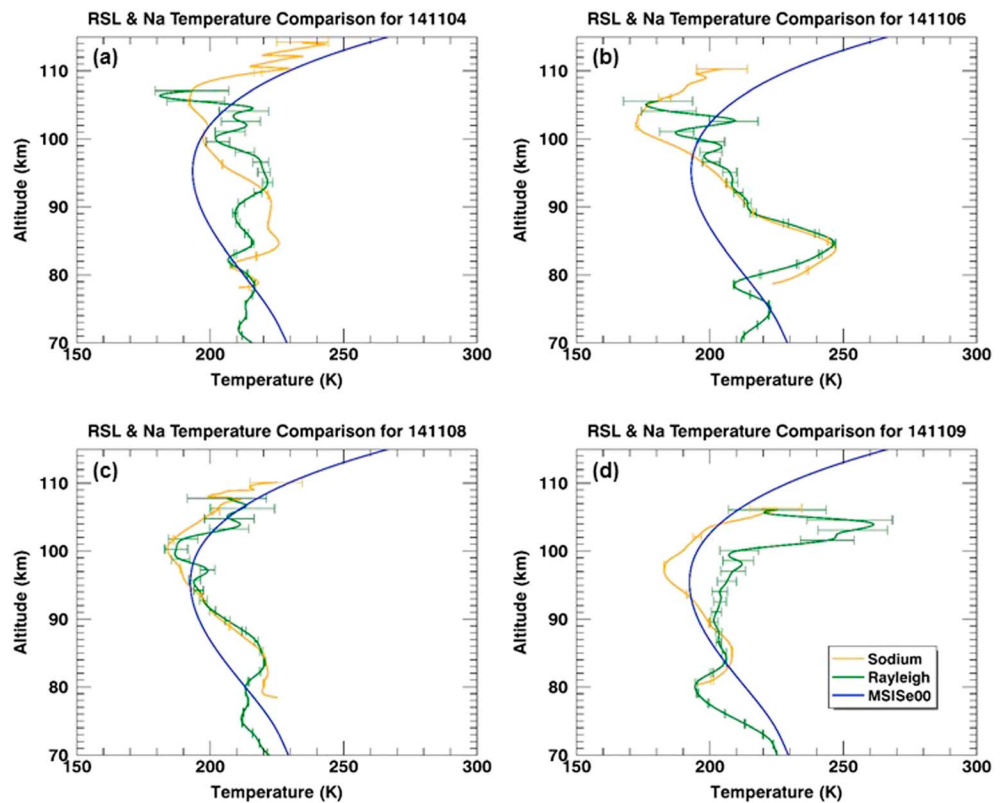 RSL & Na Temperature Comparison for 141104
(a)
Altitude (km)
110
100
90
80
70
150 200 250 300
Temperature (K)
RSL & Na Temperature Comparison for 141106
(b)
Altitude (km)
110
100
90
80
70
150 200 250 300
Temperature (K)
RSL & Na Temperature Comparison for 141108
(c)
Altitude (km)
110
100
90
80
70
150 200 250 300
Temperature (K)
RSL & Na Temperature Comparison for 141109
(d)
Altitude (km)
110
100
90
80
70
Sodium
Rayleigh
MSISe00
150 200 250 300
Temperature (K)